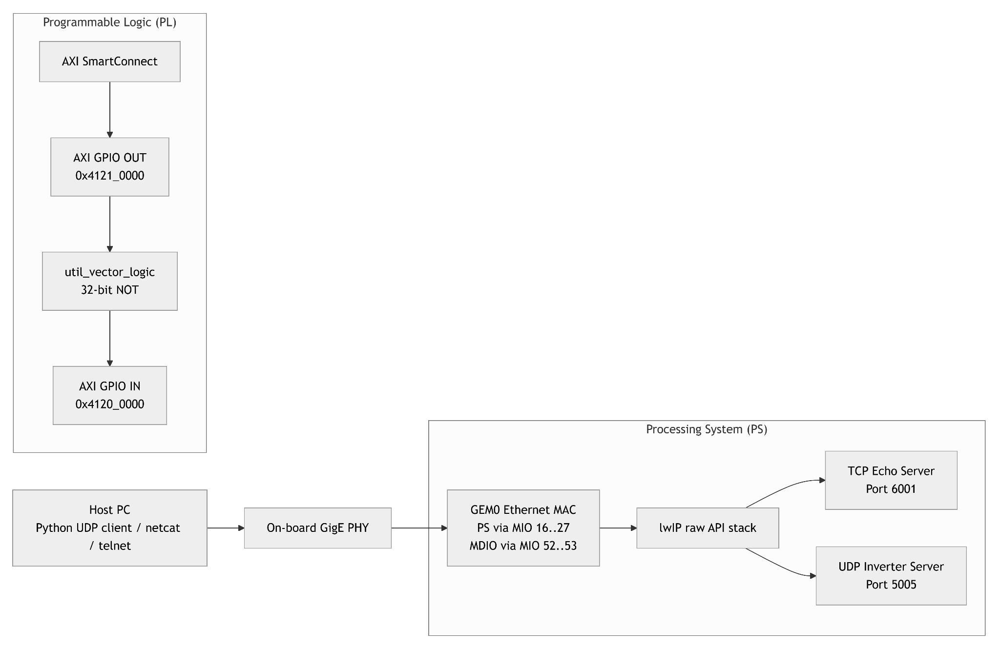 Programmable Logic (PL)
AXI SmartConnect
AXI GPIO OUT
0x4121_0000
util_vector_logic
32-bit NOT
AXI GPIO IN
0x4120_0000
Processing System (PS)
Host PC
Python UDP client / netcat
/ telnet
On-board GigE PHY
GEM0 Ethernet MAC
PS via MIO 16..27
MDIO via MIO 52..53
lwIP raw API stack
TCP Echo Server
Port 6001
UDP Inverter Server
Port 5005